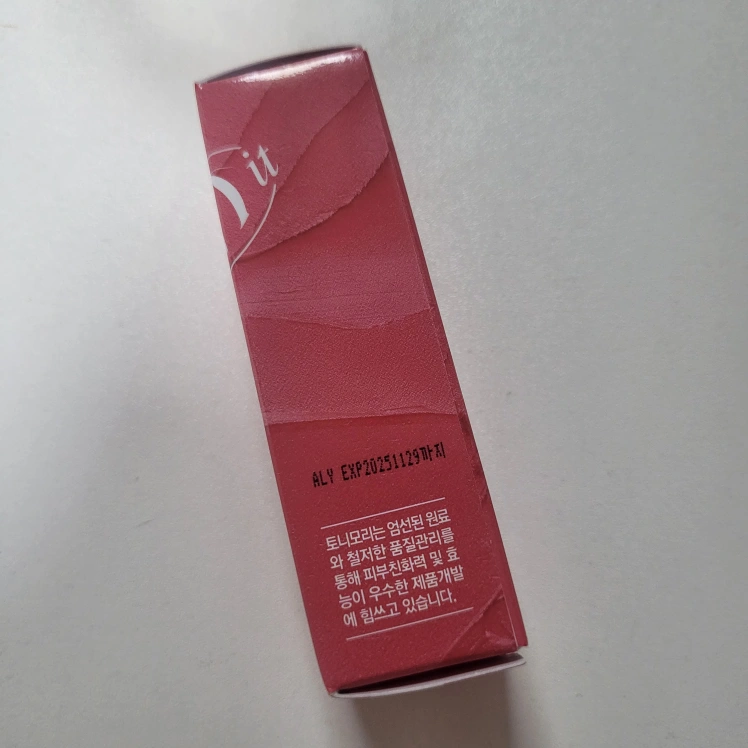 it
ALY EXP20251129까지
토니모리는 엄선된 원료
와 철저한 품질관리를
통해 피부친화력 및 효
능이 우수한 제품개발
에 힘쓰고 있습니다.